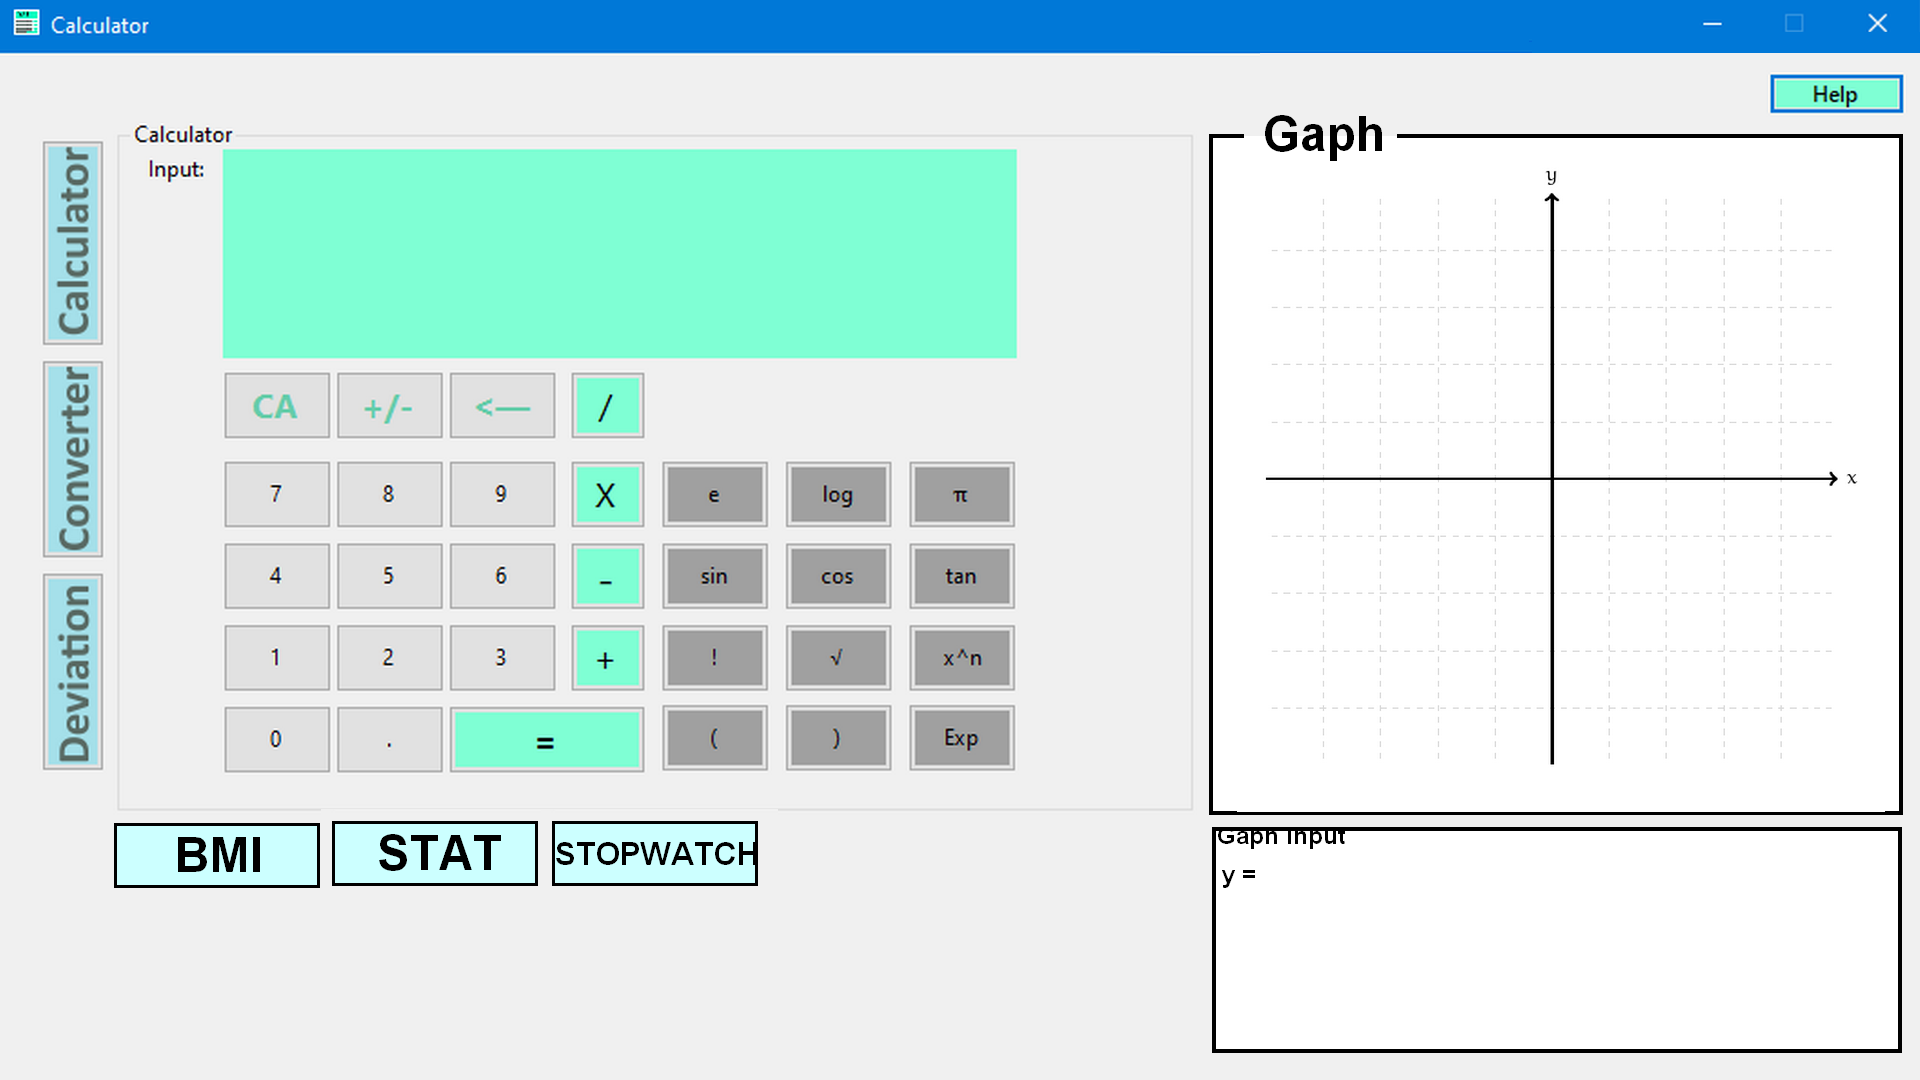 Calculator
Help
Calculator
Input:
Gaph
Calculator
Converter
Deviation
CA +/- <— /
7 8 9 X e log π
4 5 6 - sin cos tan
1 2 3 + ! √ x^n
0 . = ( ) Exp
y
x
BMI STAT STOPWATCH
Gaph Input
y =